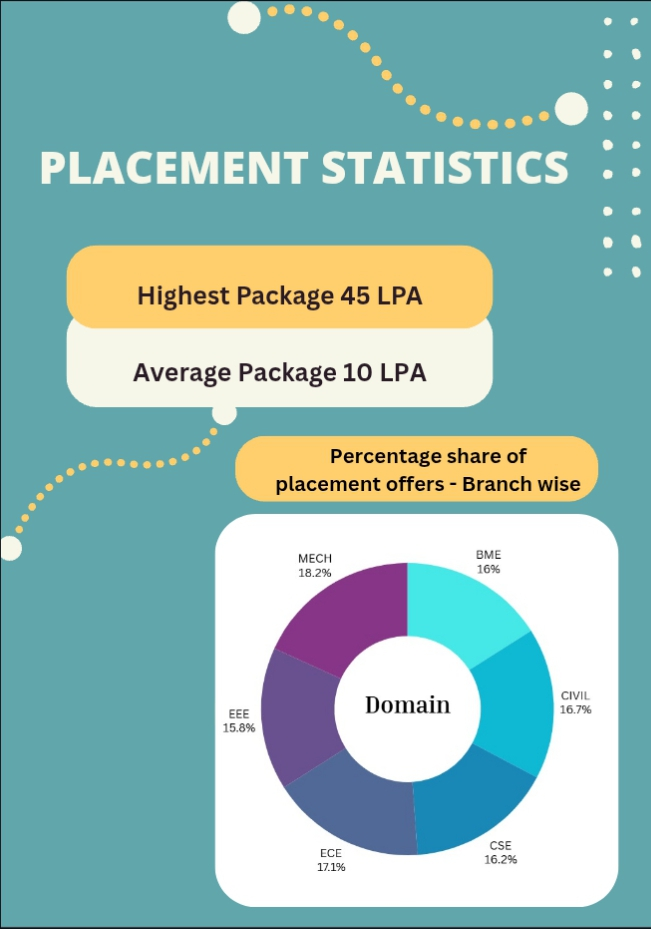 PLACEMENT STATISTICS
Highest Package 45 LPA
Average Package 10 LPA
Percentage share of
placement offers - Branch wise
MECH
18.2%
BME
16%
EEE
15.8%
Domain
CIVIL
16.7%
ECE
17.1%
CSE
16.2%